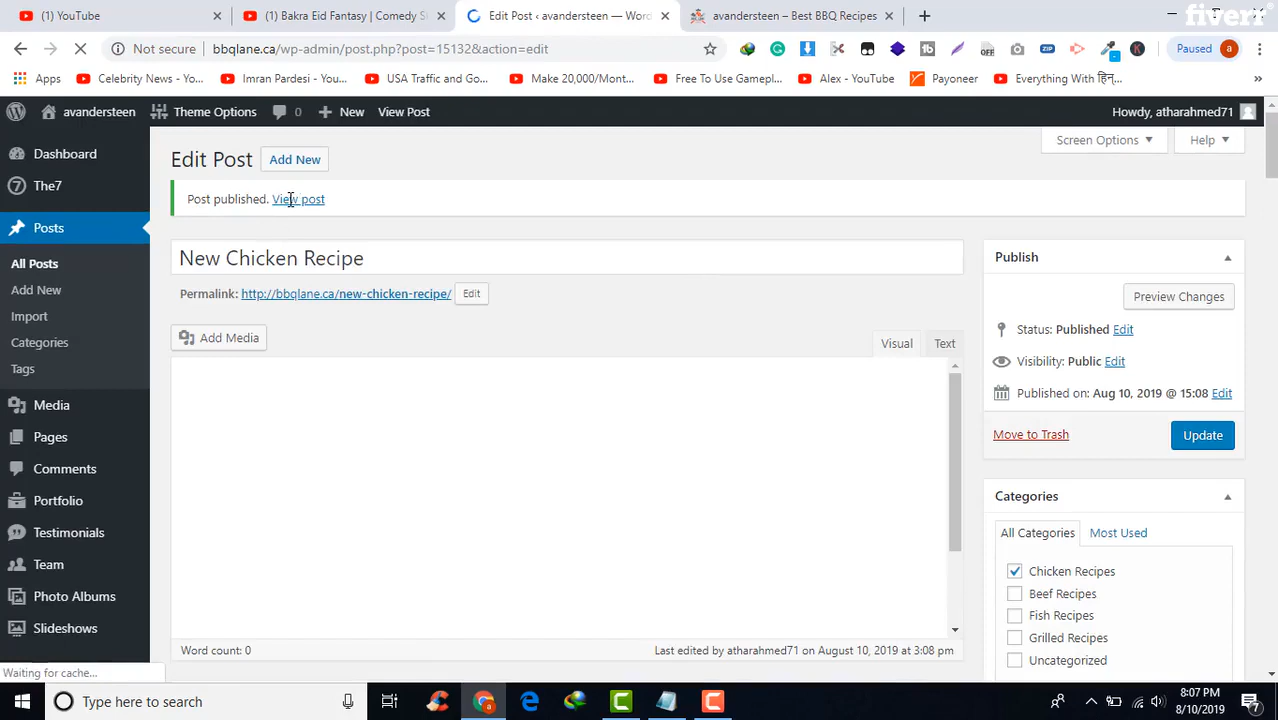 (1) YouTube
(1) Bakra Eid Fantasy | Comedy S
Edit Post ‹ avandersteen — Word
avandersteen – Best BBQ Recipes
fiverr
Not secure
bbqlane.ca/wp-admin/post.php?post=15132&action=edit
Paused
a
Apps
Celebrity News - Yo...
Imran Pardesi - You...
USA Traffic and Go...
Make 20,000/Mont...
Free To Use Gampl...
Alex - YouTube
Payoneer
Everything With हिन्...
avandersteen
Theme Options
0
New
View Post
Howdy, atharahmed71
Screen Options
Help
Dashboard
The7
Posts
All Posts
Add New
Import
Categories
Tags
Media
Pages
Comments
Portfolio
Testimonials
Team
Photo Albums
Slideshows
Edit Post
Add New
Post published. View post
New Chicken Recipe
Permalink: http://bbqlane.ca/new-chicken-recipe/ Edit
Add Media
Visual
Text
Word count: 0
Last edited by atharahmed71 on August 10, 2019 at 3:08 pm
Publish
Preview Changes
Status: Published Edit
Visibility: Public Edit
Published on: Aug 10, 2019 @ 15:08 Edit
Move to Trash
Update
Categories
All Categories
Most Used
Chicken Recipes
Beef Recipes
Fish Recipes
Grilled Recipes
Uncategorized
Waiting for cache...
Type here to search
8:07 PM
8/10/2019
7